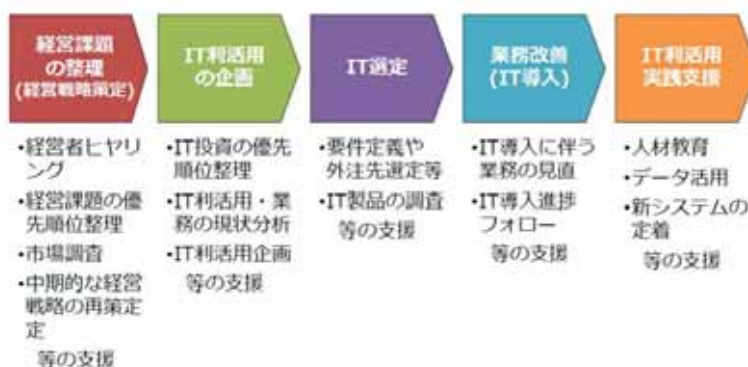 経営課題
の整理
(経営戦略策定)
・経営者ヒヤリ
ング
・経営課題の優
先順位整理
・市場調査
・中期的な経営
戦略の再策定
定
等の支援
IT利活用
の企画
・IT投資の優先
順位整理
・IT利活用・業
務の現状分析
・IT利活用企画
等の支援
IT選定
・要件定義や
外注先選定等
・IT製品の調査
等の支援
業務改善
(IT導入)
・IT導入に伴う
業務の見直
・IT導入進捗
フォロー
等の支援
IT利活用
実践支援
・人材教育
・データ活用
・新システムの
定着
等の支援